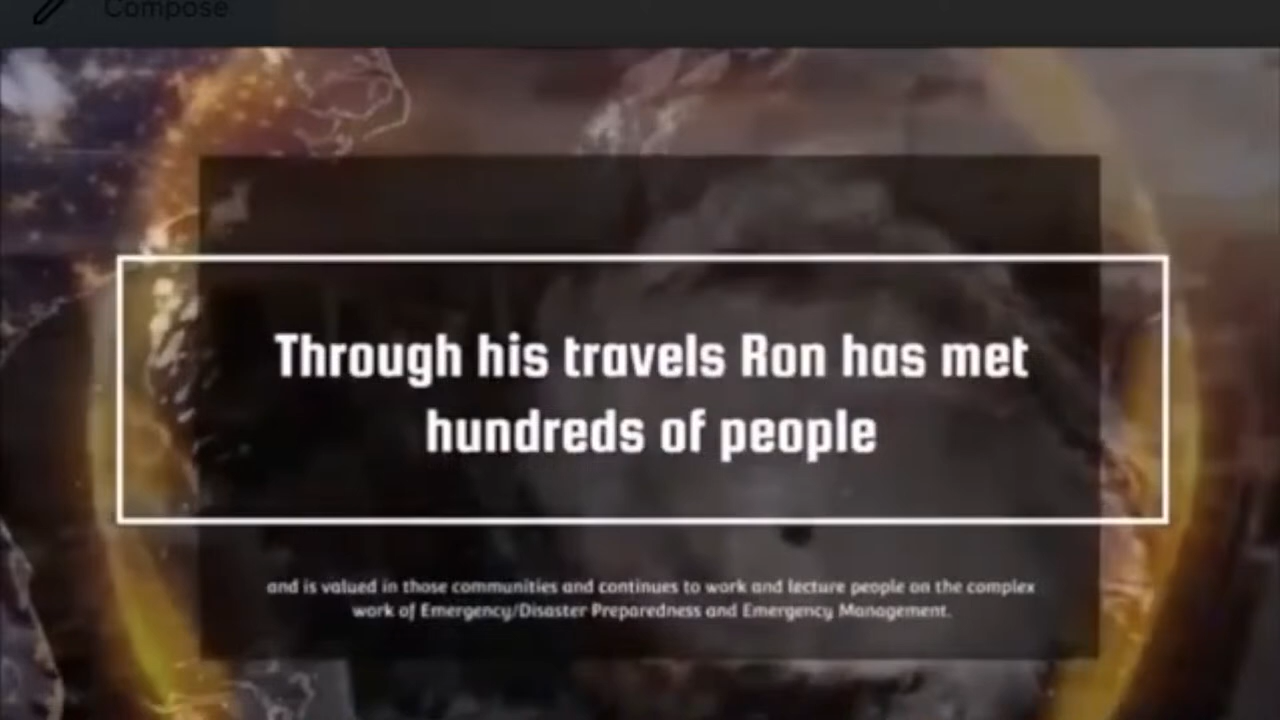 Compose
Through his travels Ron has met
hundreds of people
and is valued in those communities and continues to work and lecture people on the complex
work of Emergency/Disaster Preparedness and Emergency Management.